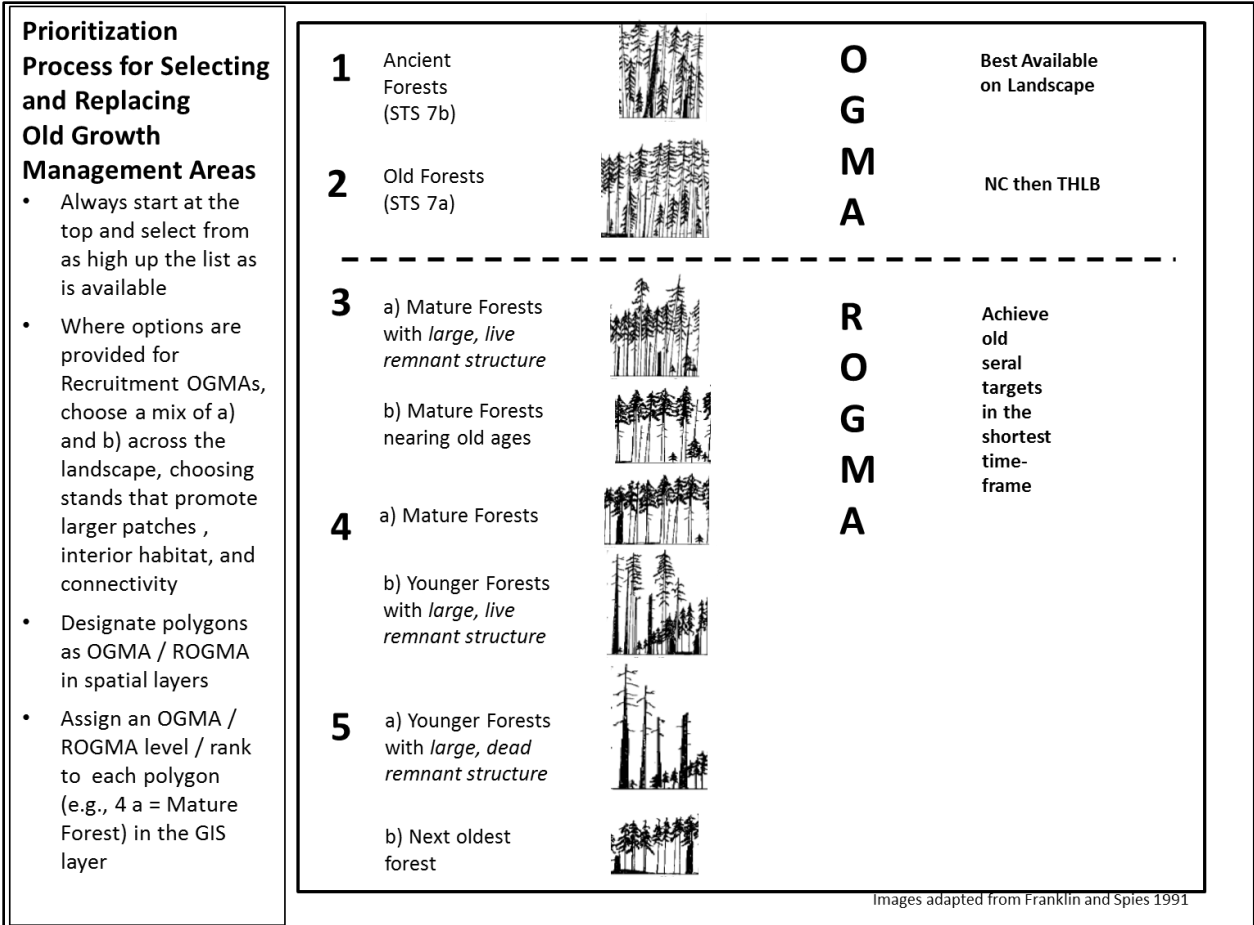 Prioritization
Process for Selecting
and Replacing
Old Growth
Management Areas
• Always start at the
top and select from
as high up the list as
is available
• Where options are
provided for
Recruitment OGMAs,
choose a mix of a)
and b) across the
landscape, choosing
stands that promote
larger patches ,
interior habitat, and
connectivity
• Designate polygons
as OGMA / ROGMA
in spatial layers
• Assign an OGMA /
ROGMA level / rank
to each polygon
(e.g., 4 a = Mature
Forest) in the GIS
layer
1
Ancient
Forests
(STS 7b)
2
Old Forests
(STS 7a)
O
G
M
A
Best Available
on Landscape
NC then THLB
3
a) Mature Forests
with large, live
remnant structure
b) Mature Forests
nearing old ages
4
a) Mature Forests
b) Younger Forests
with large, live
remnant structure
5
a) Younger Forests
with large, dead
remnant structure
b) Next oldest
forest
R
O
G
M
A
Achieve
old
seral
targets
in the
shortest
time-
frame
Images adapted from Franklin and Spies 1991